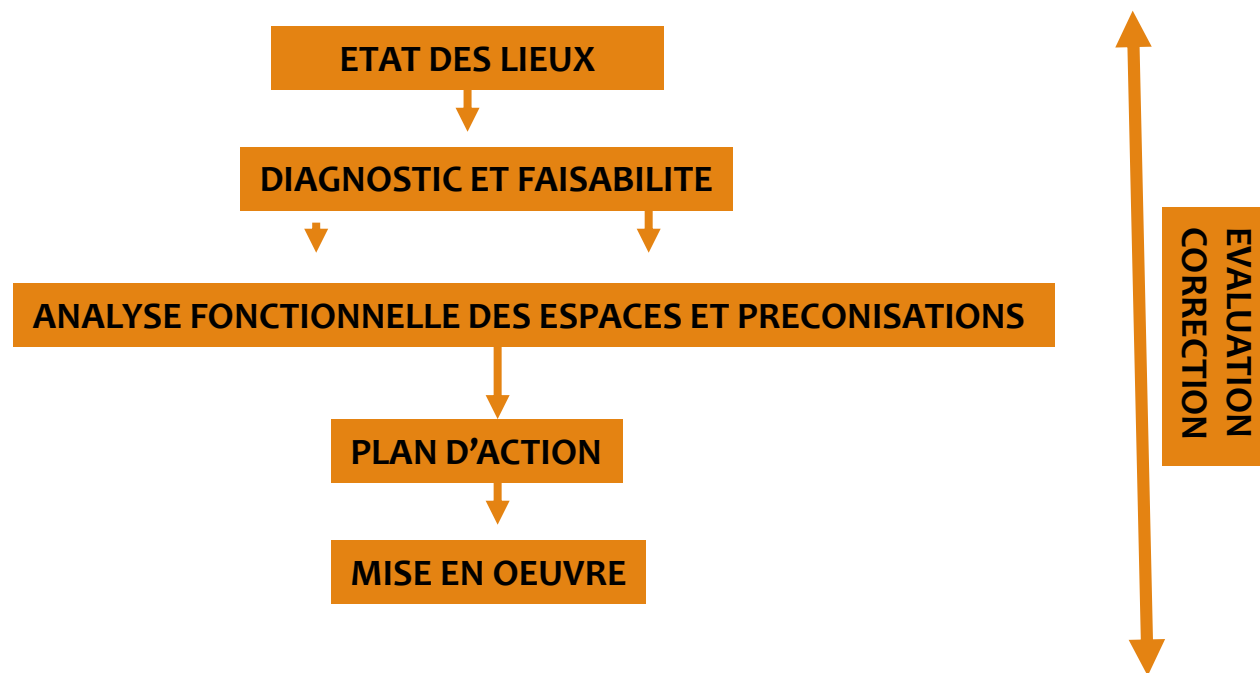 ETAT DES LIEUX
DIAGNOSTIC ET FAISABILITE
ANALYSE FONCTIONNELLE DES ESPACES ET PRECONISATIONS
PLAN D’ACTION
MISE EN OEUVRE
EVALUATION
CORRECTION